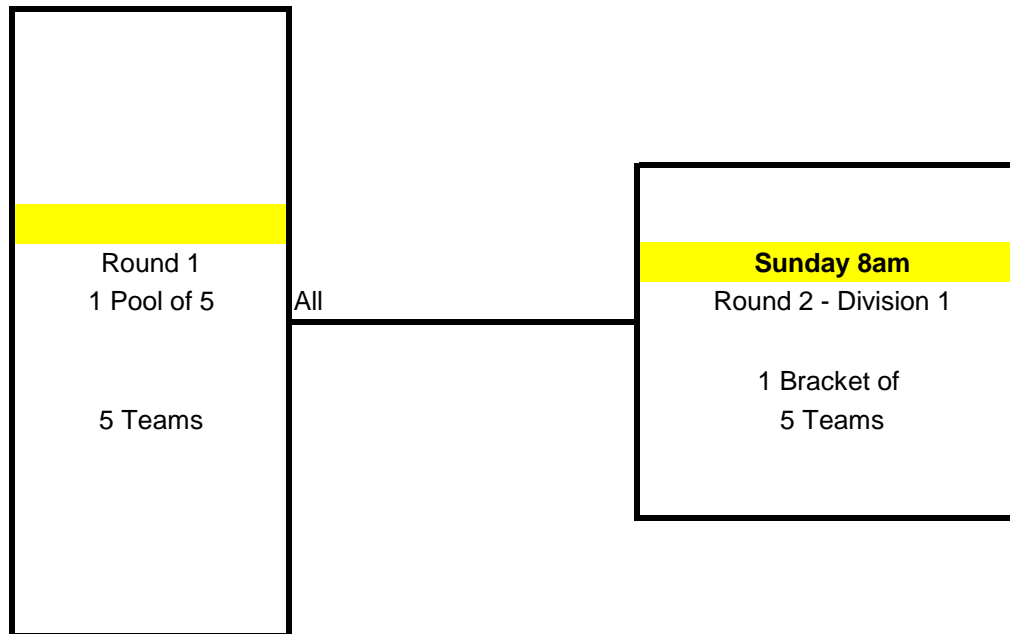 Round 1
1 Pool of 5
5 Teams
All
Sunday 8am
Round 2 - Division 1
1 Bracket of
5 Teams